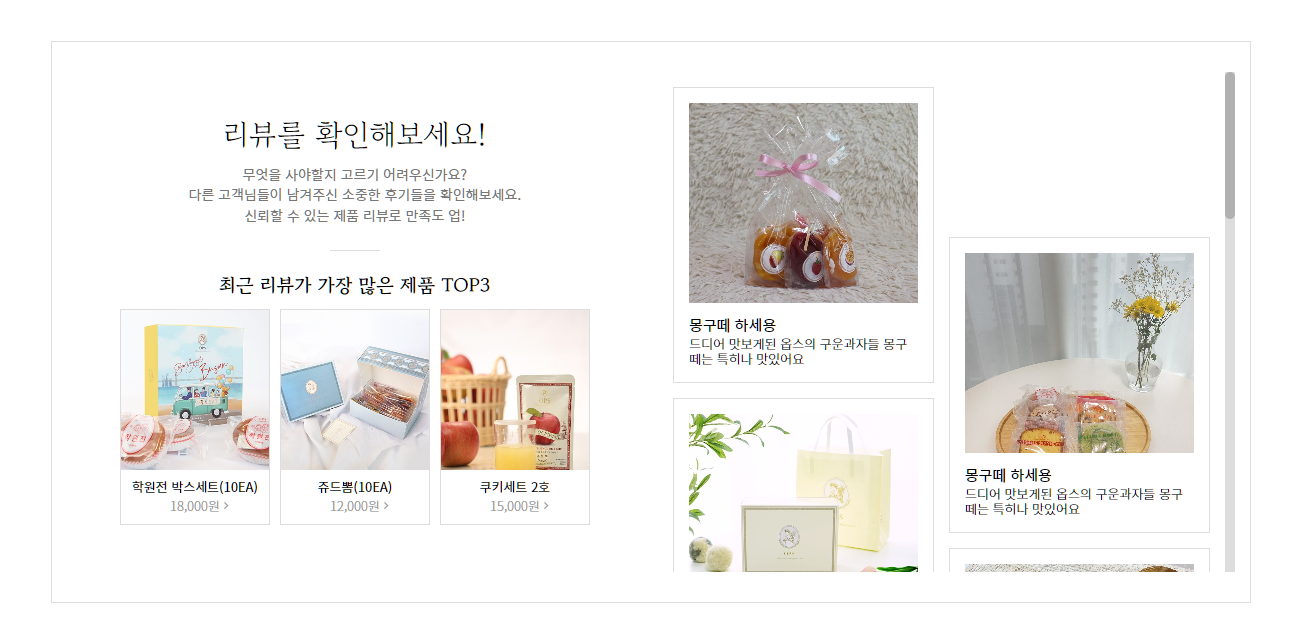 리뷰를 확인해보세요!
무엇을 사야할지 고르기 어려우신가요?
다른 고객님들이 남겨주신 소중한 후기들을 확인해보세요.
신뢰할 수 있는 제품 리뷰로 만족도 업!
최근 리뷰가 가장 많은 제품 TOP3
학원전 박스세트(10EA)
18,000원 >
쥬드뽐(10EA)
12,000원 >
쿠키세트 2호
15,000원 >
몽구떼 하세용
드디어 맛보게된 옵스의 구운과자들 몽구
떼는 특히나 맛있어요
몽구떼 하세용
드디어 맛보게된 옵스의 구운과자들 몽구
떼는 특히나 맛있어요